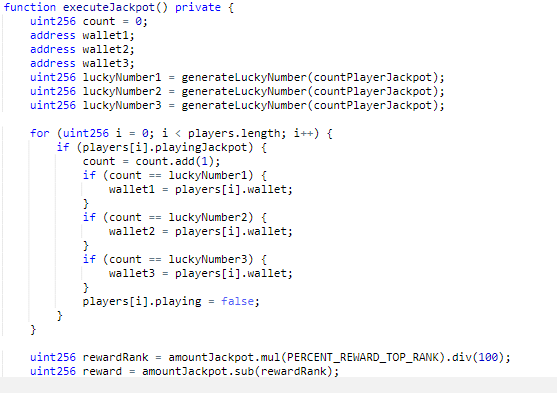 function executeJackpot() private {
uint256 count = 0;
address wallet1;
address wallet2;
address wallet3;
uint256 luckyNumber1 = generateLuckyNumber(countPlayerJackpot);
uint256 luckyNumber2 = generateLuckyNumber(countPlayerJackpot);
uint256 luckyNumber3 = generateLuckyNumber(countPlayerJackpot);
for (uint256 i = 0; i < players.length; i++) {
if (players[i].playingJackpot) {
count = count.add(1);
if (count == luckyNumber1) {
wallet1 = players[i].wallet;
}
if (count == luckyNumber2) {
wallet2 = players[i].wallet;
}
if (count == luckyNumber3) {
wallet3 = players[i].wallet;
}
players[i].playing = false;
}
}
uint256 rewardRank = amountJackpot.mul(PERCENT_REWARD_TOP_RANK).div(100);
uint256 reward = amountJackpot.sub(rewardRank);